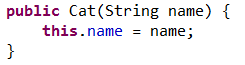 public Cat(String name) {
    this.name = name;
}